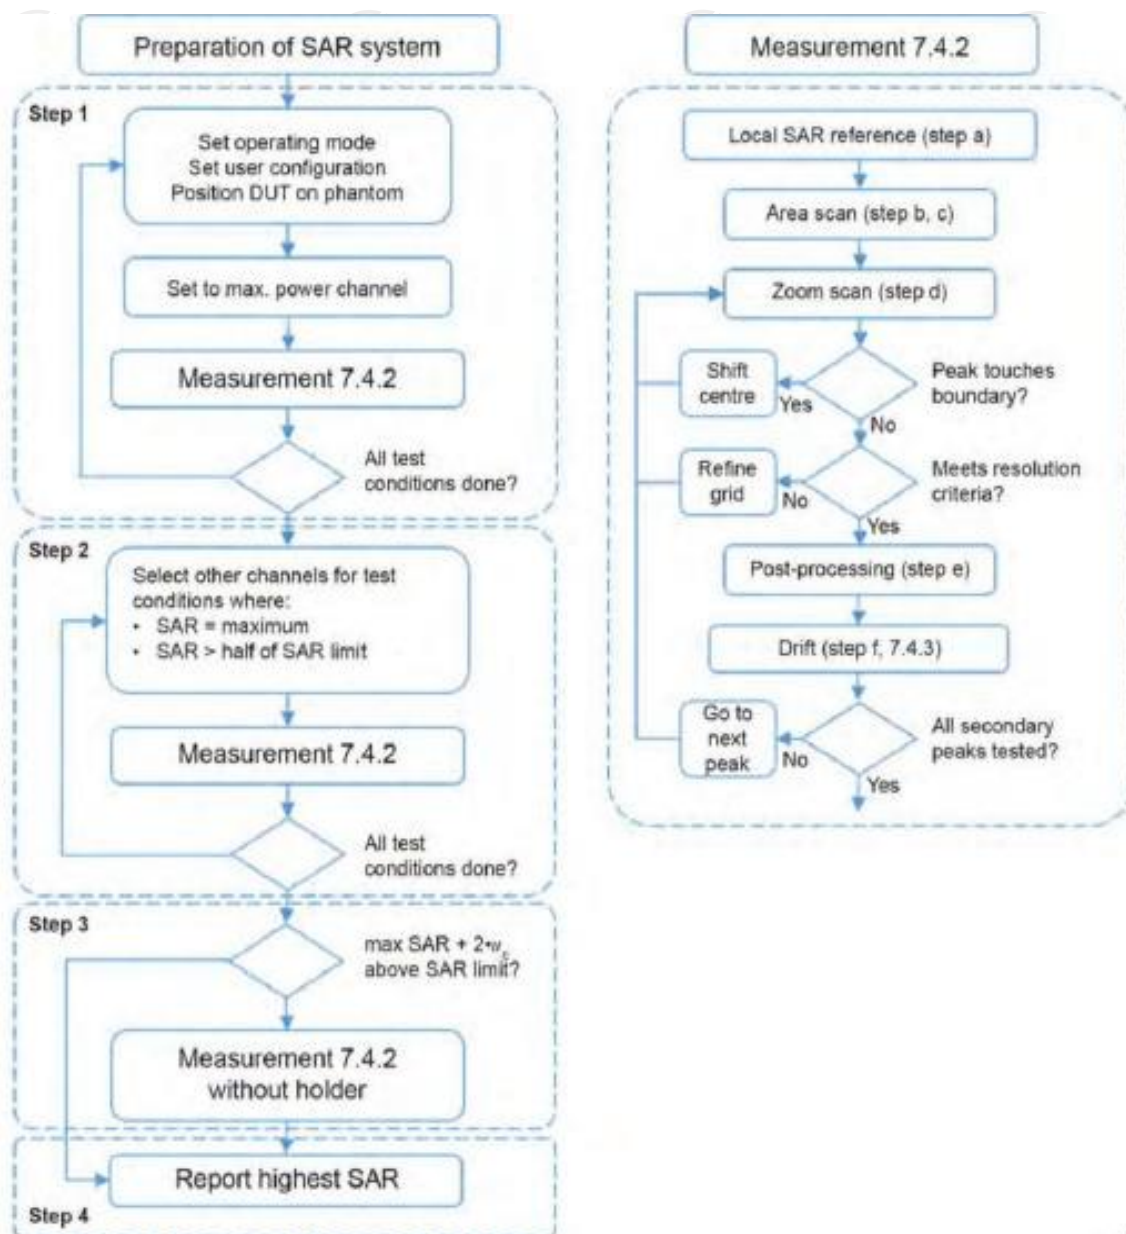 Preparation of SAR system
Step 1
Set operating mode
Set user configuration
Position DUT on phantom
Set to max. power channel
Measurement 7.4.2
All test
conditions done?
Step 2
Select other channels for test
conditions where:
• SAR = maximum
• SAR > half of SAR limit
Measurement 7.4.2
All test
conditions done?
Step 3
max SAR + 2•uc
above SAR limit?
Measurement 7.4.2
without holder
Report highest SAR
Step 4
Measurement 7.4.2
Local SAR reference (step a)
Area scan (step b, c)
Zoom scan (step d)
Shift
centre
Yes
Peak touches
boundary?
No
Refine
grid
No
Meets resolution
criteria?
Yes
Post-processing (step e)
Drift (step f, 7.4.3)
Go to
next
peak
No
All secondary
peaks tested?
Yes